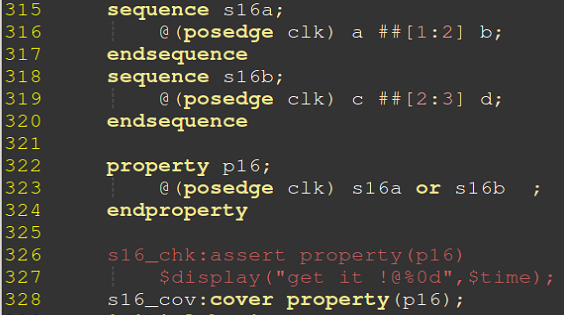 315 sequence s16a;
316 @(posedge clk) a ##[1:2] b;
317 endsequence
318 sequence s16b;
319 @(posedge clk) c ##[2:3] d;
320 endsequence
321
322 property p16;
323 @(posedge clk) s16a or s16b ;
324 endproperty
325
326 s16_chk:assert property(p16)
327 $display("get it !@%0d",$time);
328 s16_cov:cover property(p16);